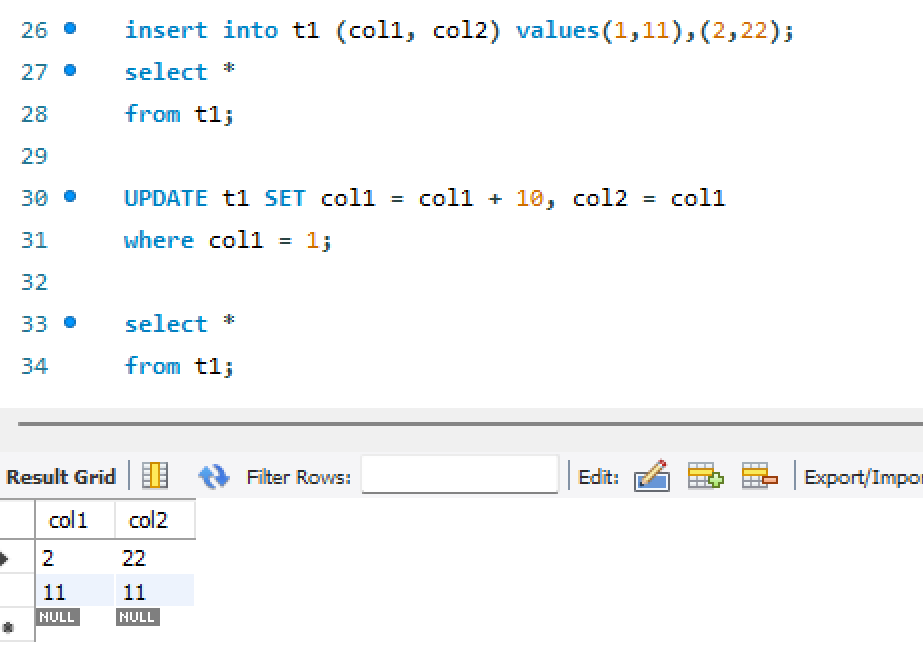 26 insert into t1 (col1, col2) values(1,11),(2,22);
27 select *
28 from t1;
29
30 UPDATE t1 SET col1 = col1 + 10, col2 = col1
31 where col1 = 1;
32
33 select *
34 from t1;
Result Grid Filter Rows: Edit: Export/Impor
col1 col2
2 22
11 11
NULL NULL